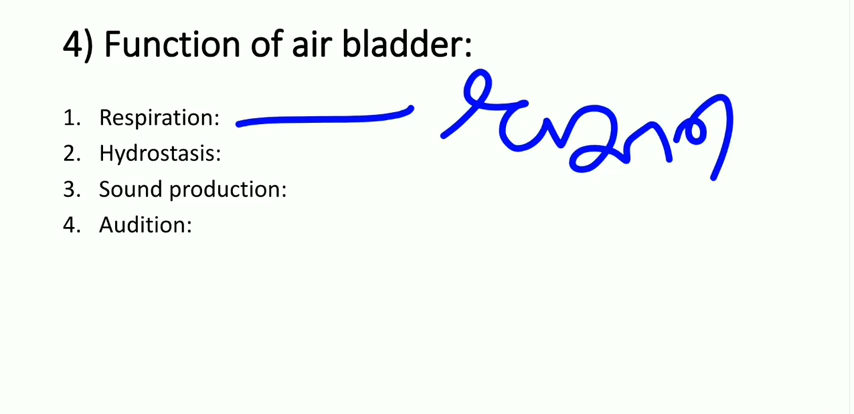 4) Function of air bladder:
1. Respiration:
2. Hydrostasis:
3. Sound production:
4. Audition: